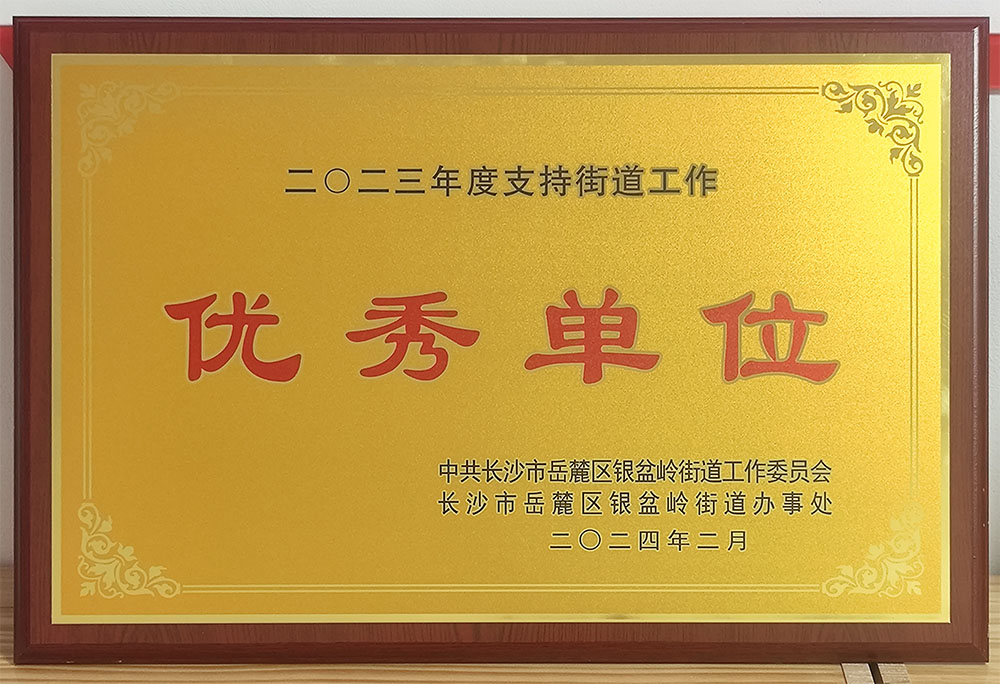 二〇二三年度支持街道工作
优秀单位
中共长沙市岳麓区银盆岭街道工作委员会
长沙市岳麓区银盆岭街道办事处
二〇二四年二月